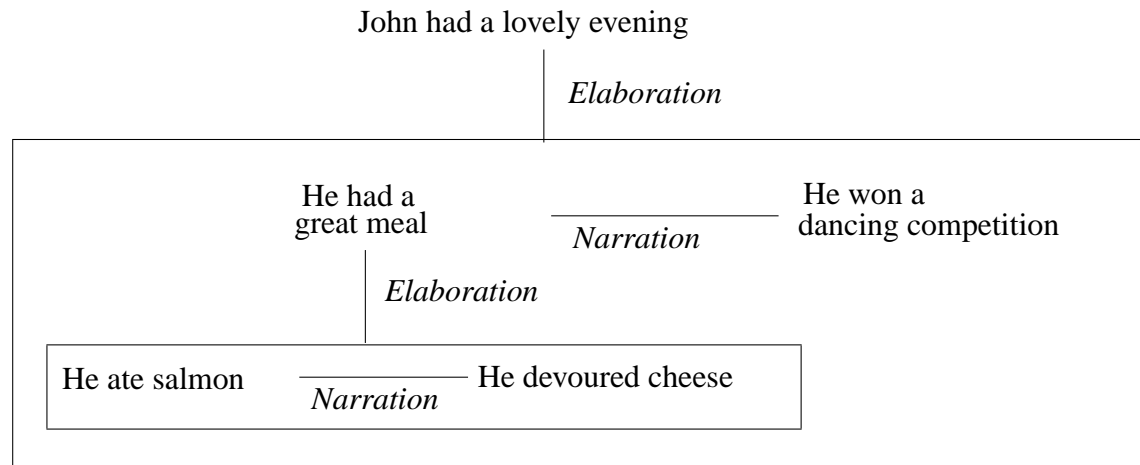 John had a lovely evening
Elaboration
He had a
great meal
Narration
He won a
dancing competition
Elaboration
He ate salmon
Narration
He devoured cheese